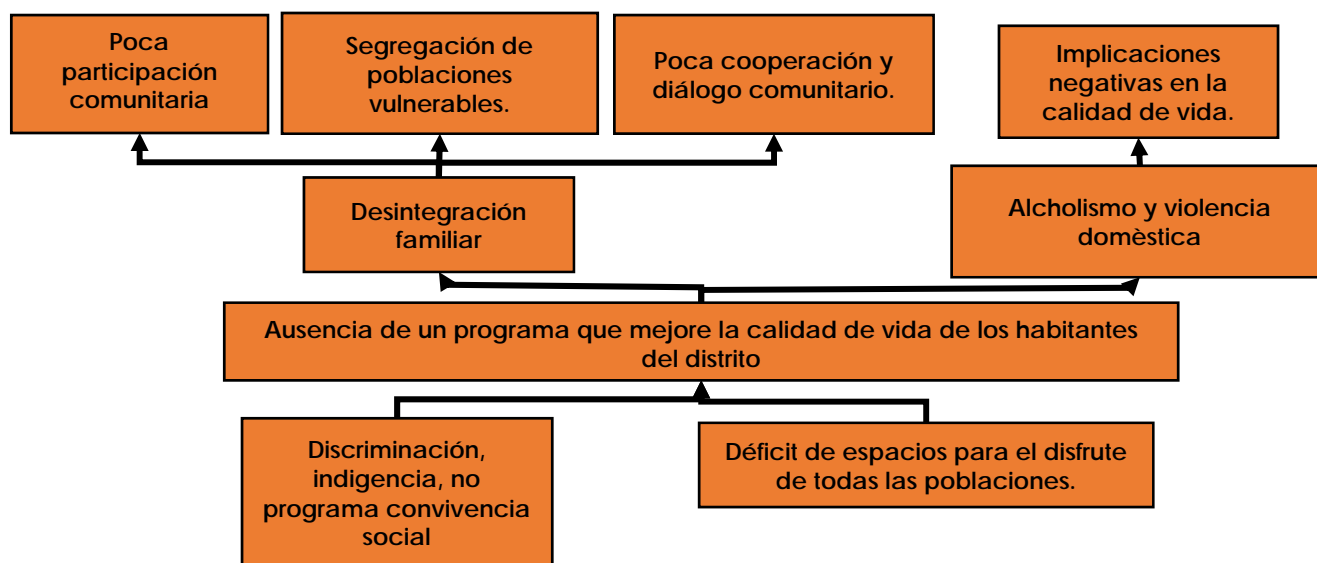 Poca
participación
comunitaria
Segregación de
poblaciones
vulnerables.
Poca cooperación y
diálogo comunitario.
Implicaciones
negativas en la
calidad de vida.
Desintegración
familiar
Alcholismo y violencia
domèstica
Ausencia de un programa que mejore la calidad de vida de los habitantes
del distrito
Discriminación,
indigencia, no
programa convivencia
social
Déficit de espacios para el disfrute
de todas las poblaciones.